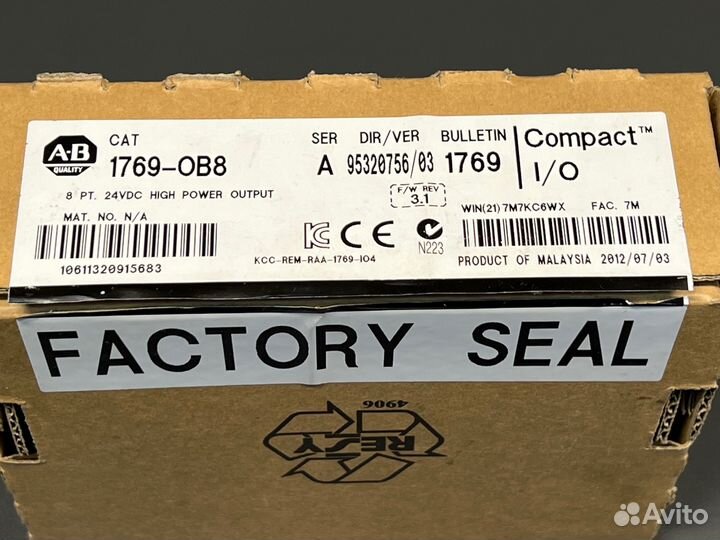 A-B
QUALITY
CAT
1769-OB8
SER DIR/VER BULLETIN
A 95320756/03 1769
Compact™
I/O
8 PT. 24VDC HIGH POWER OUTPUT
F/W REV
3.1
MAT. NO. N/A
10611320915683
CE
N223
KCC-REM-RAA-1769-IO4
WIN(21)7M7KC6WX FAC. 7M
PRODUCT OF MALAYSIA 2012/07/03
FACTORY SEAL
4906
RESY
Avito